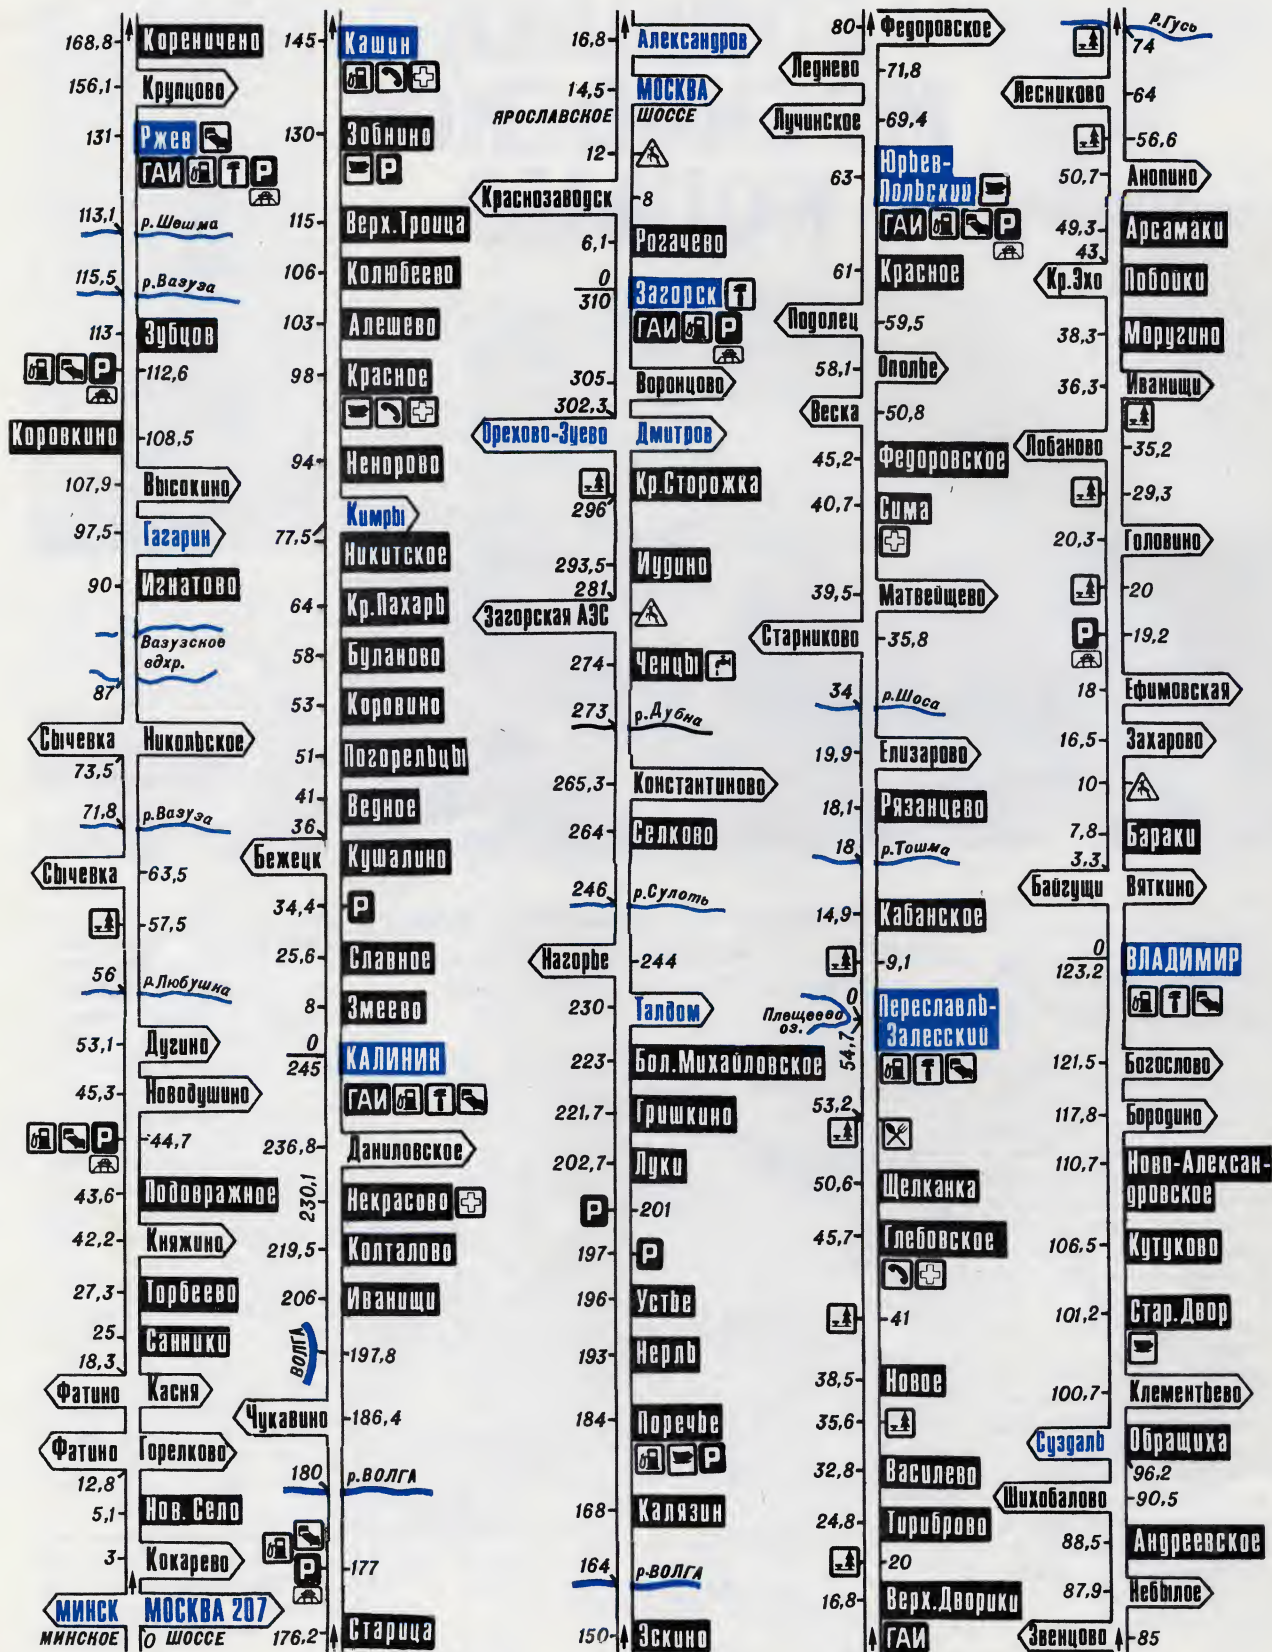 168,8 Кореничено
156,1 Крупцово
131 Ржев
ГАИ P
113,1 р.Шешма
115,5 р.Вазуза
113 Зубцов
P 112,6
Коровкино 108,5
107,9 Высокино
97,5 Гагарин
90 Игнатово
Вазузское
вдхр.
87
Сычевка Никольское
73,5
71,8 р.Вазуза
Сычевка 63,5
57,5
56 р.Любушка
53,1 Дугино
45,3 Новодушино
P 44,7
43,6 Подовражное
42,2 Княжино
27,3 Торбеево
25 Санники
18,3
Фатино Касня
Фатино Горелково
12,8
5,1 Нов. Село
3 Кокарево
МИНСК МОСКВА 207
МИНСКОЕ 0 ШОССЕ
145 Кашин
130 Зобнино
P
115 Верх.Троица
106 Колюбеево
103 Алешево
98 Красное
94 Ненорово
Кимры
77,5
Никитское
64 Кр.Пахарь
58 Буланово
53 Коровино
51 Погорельцы
41 Ведное
36
Бежецк Кушалино
34,4 P
25,6 Славное
8 Змеево
0
245 КАЛИНИН
ГАИ
236,8 Даниловское
230,1 Некрасово
219,5 Колталово
206 Иванищи
ВОЛГА 197,8
Чукавино 186,4
180 р.ВОЛГА
P 177
176,2 Старица
16,8 Александров
14,5 МОСКВА
ЯРОСЛАВСКОЕ ШОССЕ
12
Краснозаводск 8
6,1 Рогачево
0
310 Загорск
ГАИ P
305 Воронцово
302,3
Орехово-Зуево Дмитров
Кр.Сторожка
296
293,5 Иудино
281
Загорская АЗС
274 Ченцы
273 р.Дубна
265,3 Константиново
264 Селково
246 р.Сулоть
Нагорье 244
230 Талдом
223 Бол.Михайловское
221,7 Гришкино
202,7 Луки
P 201
197 P
196 Устье
193 Нерль
184 Поречье
P
168 Калязин
164 р.ВОЛГА
150 Эскино
80 Федоровское
Леднево 71,8
Лучинское 69,4
63 Юрьев-
Польский
ГАИ P
61 Красное
Подолец 59,5
58,1 Ополье
Веска 50,8
45,2 Федоровское
40,7 Сима
39,5 Матвейщево
Старниково 35,8
34 р.Шоса
19,9 Елизарово
18,1 Рязанцево
18 р.Тошма
14,9 Кабанское
9,1
0
Плещеево
оз.
Переславль-
Залесский
54,7
53,2
50,6 Щелканка
45,7 Глебовское
41
38,5 Новое
35,6
32,8 Василево
24,8 Тириброво
20
16,8 Верх.Дворики
ГАИ
р.Гусь
74
Лесниково 64
56,6
50,7 Анопино
49,3 Арсамаки
43
Кр.Эхо Побойки
38,3 Моругино
36,3 Иванищи
Лобаново 35,2
29,3
20,3 Головино
20
P 19,2
18 Ефимовская
16,5 Захарово
10
7,8 Бараки
3,3
Байгущи Вяткино
0
123,2 ВЛАДИМИР
121,5 Богослово
117,8 Бородино
110,7 Ново-Алексан-
дровское
106,5 Кутуково
101,2 Стар.Двор
100,7 Клементьево
Суздаль Обращиха
96,2
Шихобалово 90,5
88,5 Андреевское
87,9 Небылое
Звенцово 85